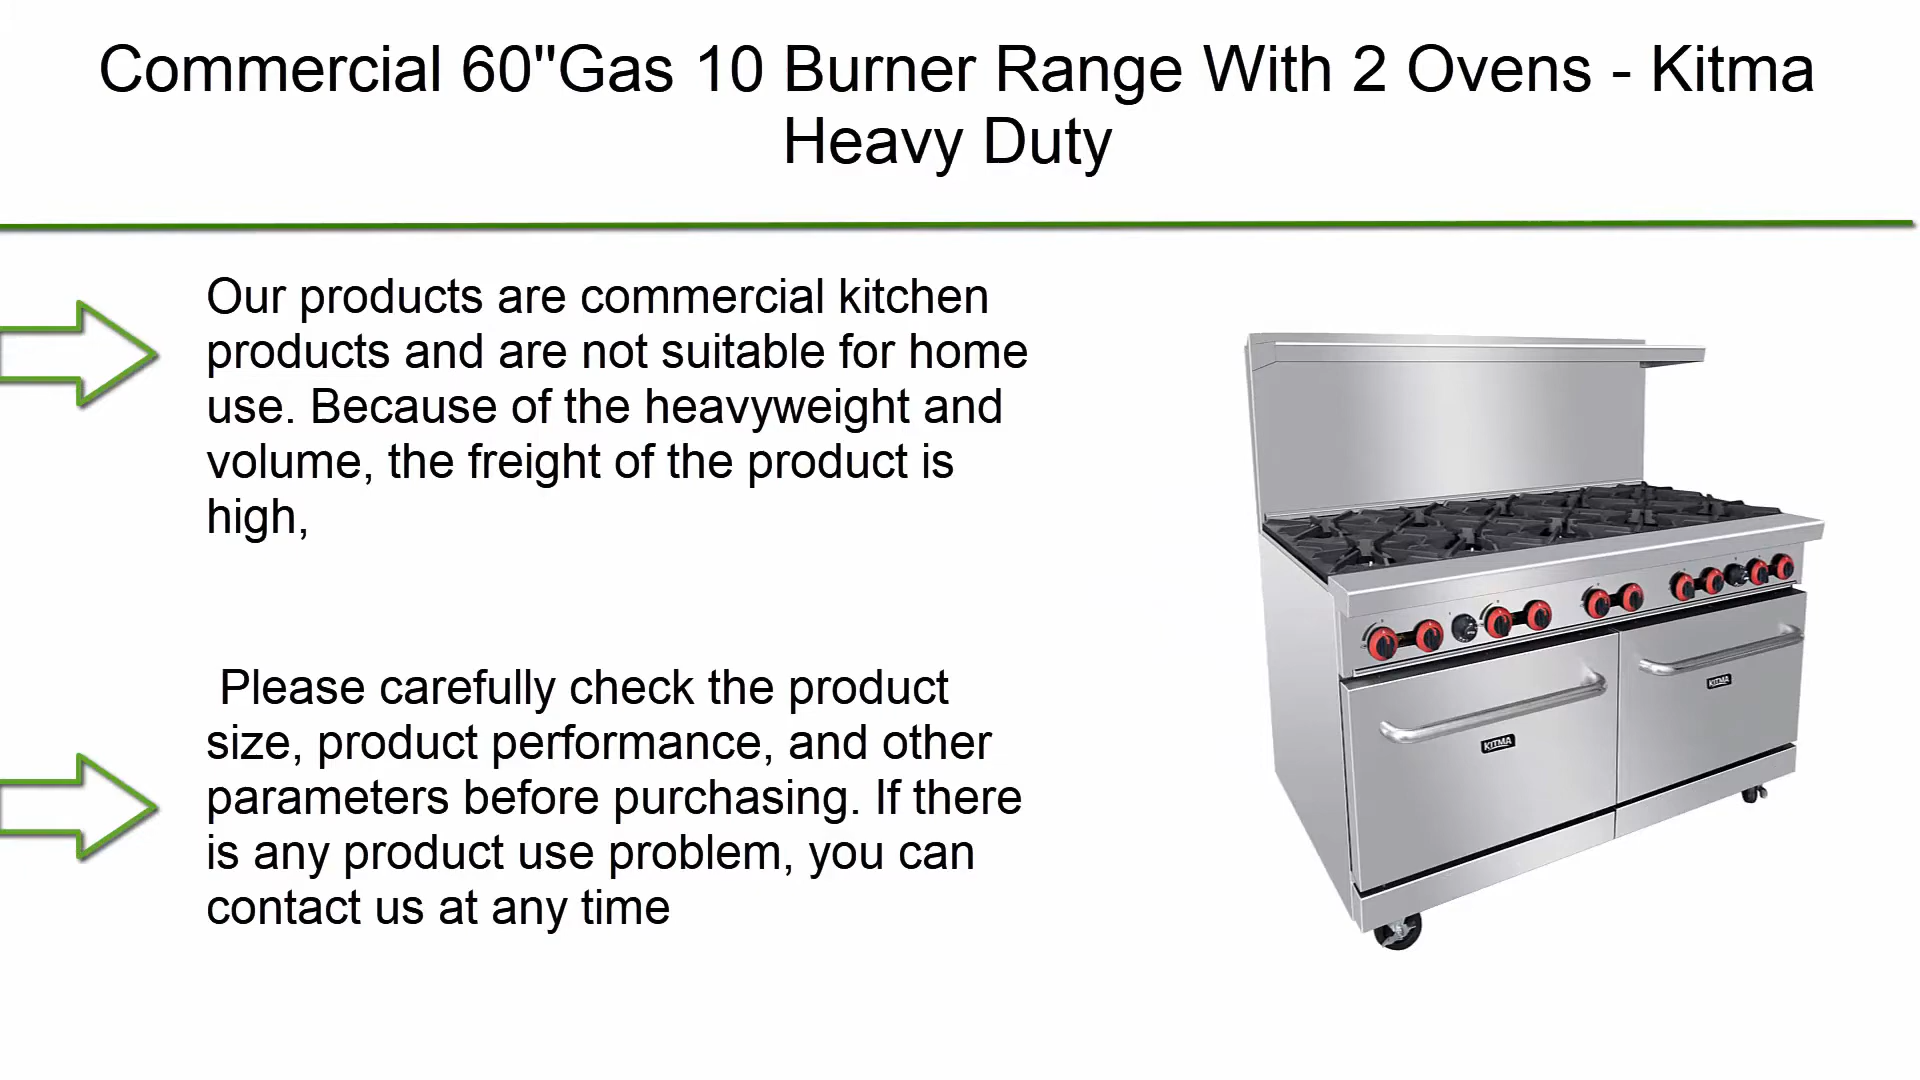 Commercial 60"Gas 10 Burner Range With 2 Ovens - Kitma
Heavy Duty
Our products are commercial kitchen
products and are not suitable for home
use. Because of the heavyweight and
volume, the freight of the product is
high,
Please carefully check the product
size, product performance, and other
parameters before purchasing. If there
is any product use problem, you can
contact us at any time
KITMA
KITMA